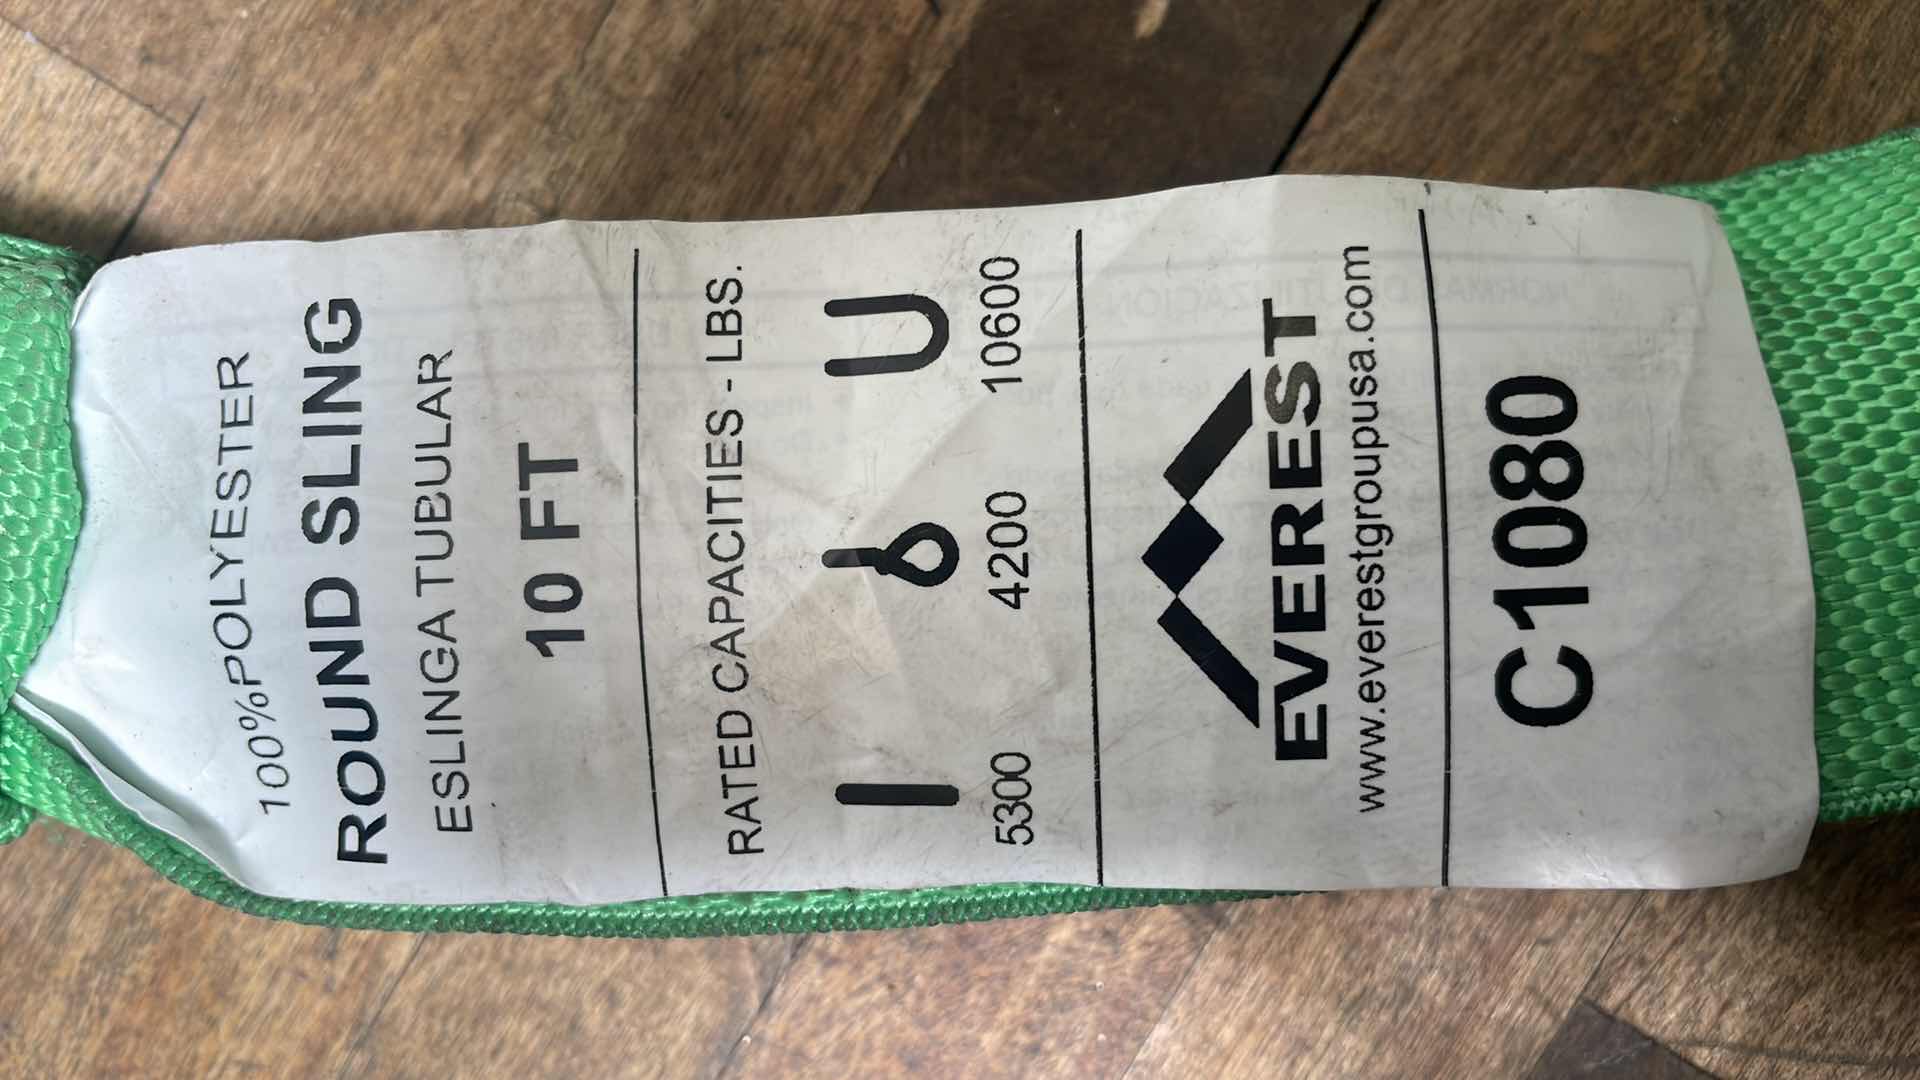 100%POLYESTER
ROUND SLING
ESLINGA TUBULAR
10 FT
RATED CAPACITIES - LBS.
5300 4200 10600
EVEREST
www.everestgroupusa.com
C1080